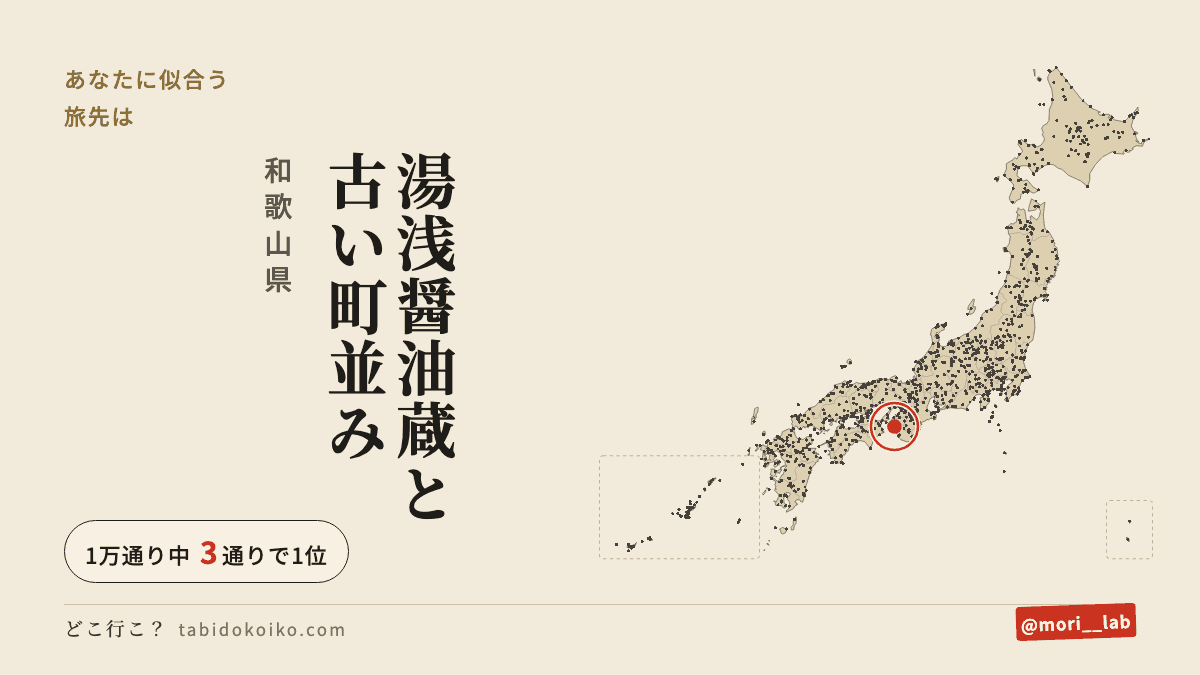 あなたに似合う
旅先は
湯浅醤油蔵と
古い町並み
和歌山県
1万通り中 3通りで1位
どこ行こ？ tabidokoiko.com
@mori__lab